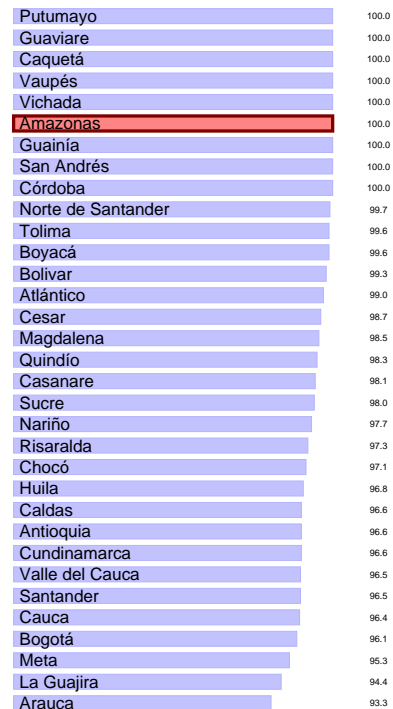 Putumayo 100.0
Guaviare 100.0
Caquetá 100.0
Vaupés 100.0
Vichada 100.0
Amazonas 100.0
Guainía 100.0
San Andrés 100.0
Córdoba 100.0
Norte de Santander 99.7
Tolima 99.6
Boyacá 99.6
Bolivar 99.3
Atlántico 99.0
Cesar 98.7
Magdalena 98.5
Quindío 98.3
Casanare 98.1
Sucre 98.0
Nariño 97.7
Risaralda 97.3
Chocó 97.1
Huila 96.8
Caldas 96.6
Antioquia 96.6
Cundinamarca 96.6
Valle del Cauca 96.5
Santander 96.5
Cauca 96.4
Bogotá 96.1
Meta 95.3
La Guajira 94.4
Arauca 93.3